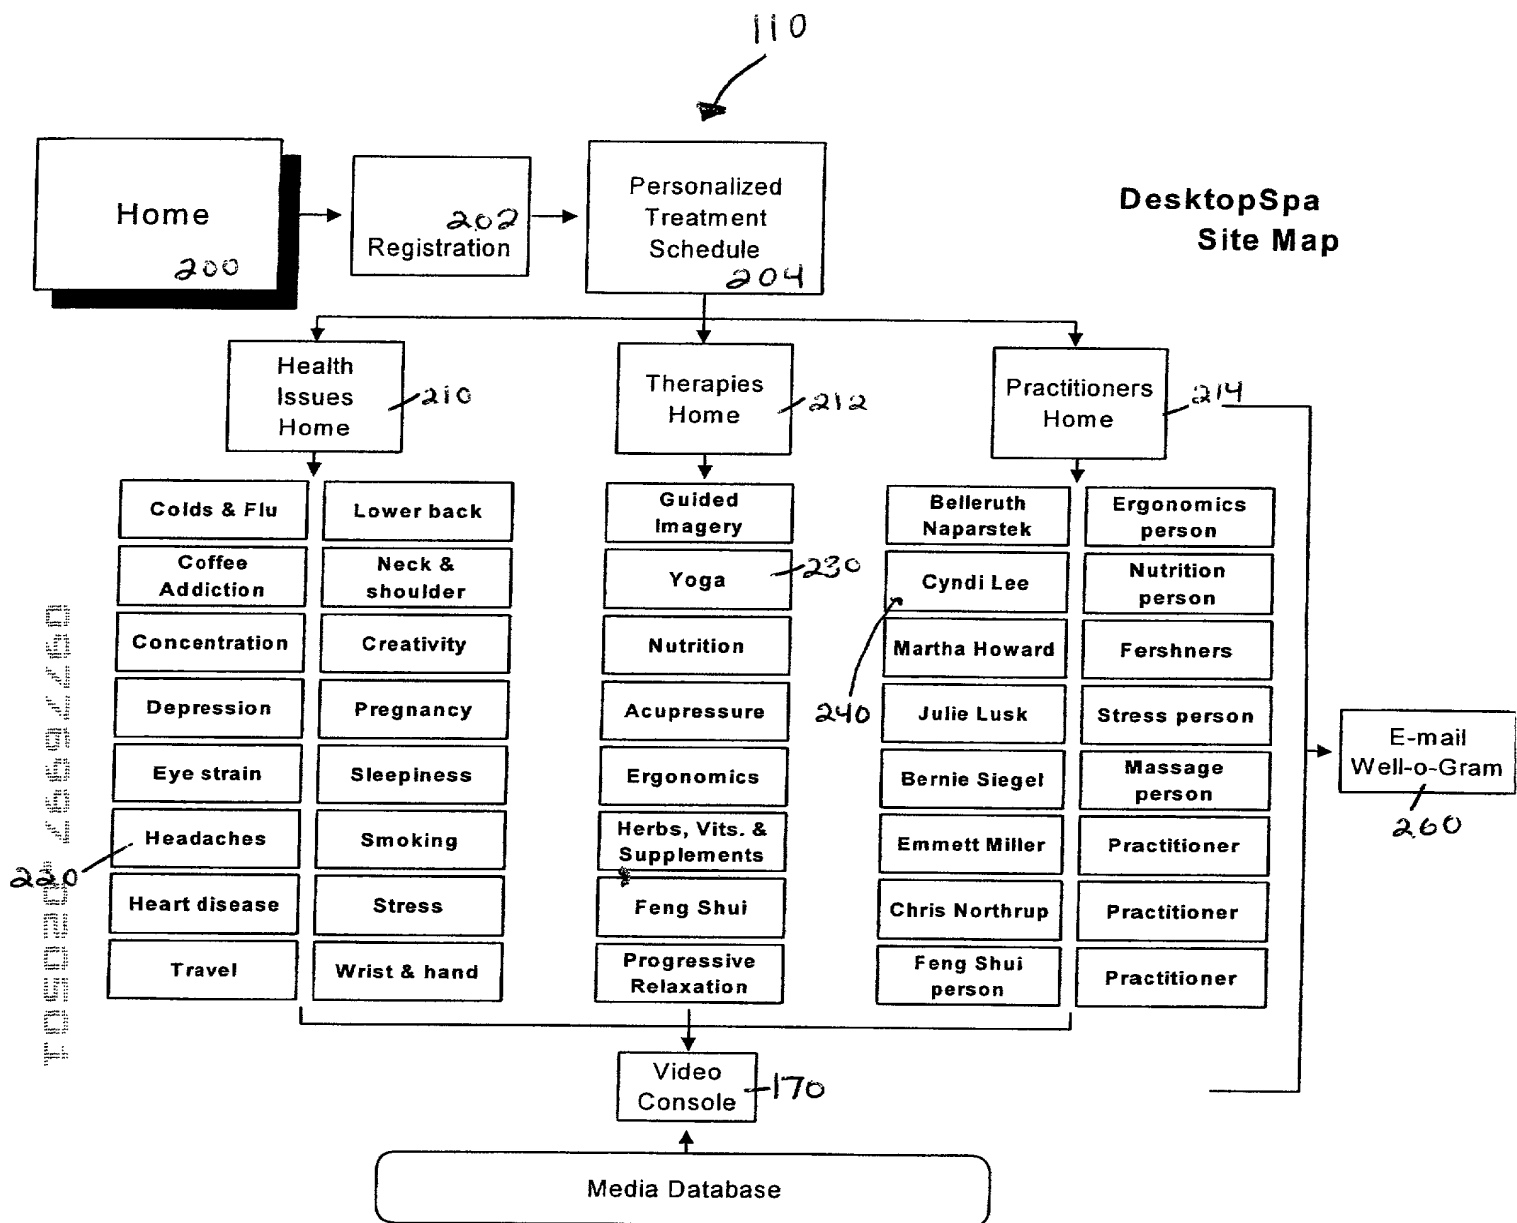 110
DesktopSpa
Site Map
Home
200
202
Registration
Personalized
Treatment
Schedule
204
Health
Issues
Home
210
Therapies
Home
212
Practitioners
Home
214
Colds & Flu
Lower back
Coffee
Addiction
Neck &
shoulder
Concentration
Creativity
Depression
Pregnancy
Eye strain
Sleepiness
Headaches
Smoking
220
Heart disease
Stress
Travel
Wrist & hand
Guided
Imagery
Yoga
230
Nutrition
Acupressure
Ergonomics
Herbs, Vits. &
Supplements
Feng Shui
Progressive
Relaxation
Belleruth
Naparstek
Ergonomics
person
Cyndi Lee
Nutrition
person
Martha Howard
Fershners
240
Julie Lusk
Stress person
Bernie Siegel
Massage
person
Emmett Miller
Practitioner
Chris Northrup
Practitioner
Feng Shui
person
Practitioner
E-mail
Well-o-Gram
260
Video
Console
170
Media Database